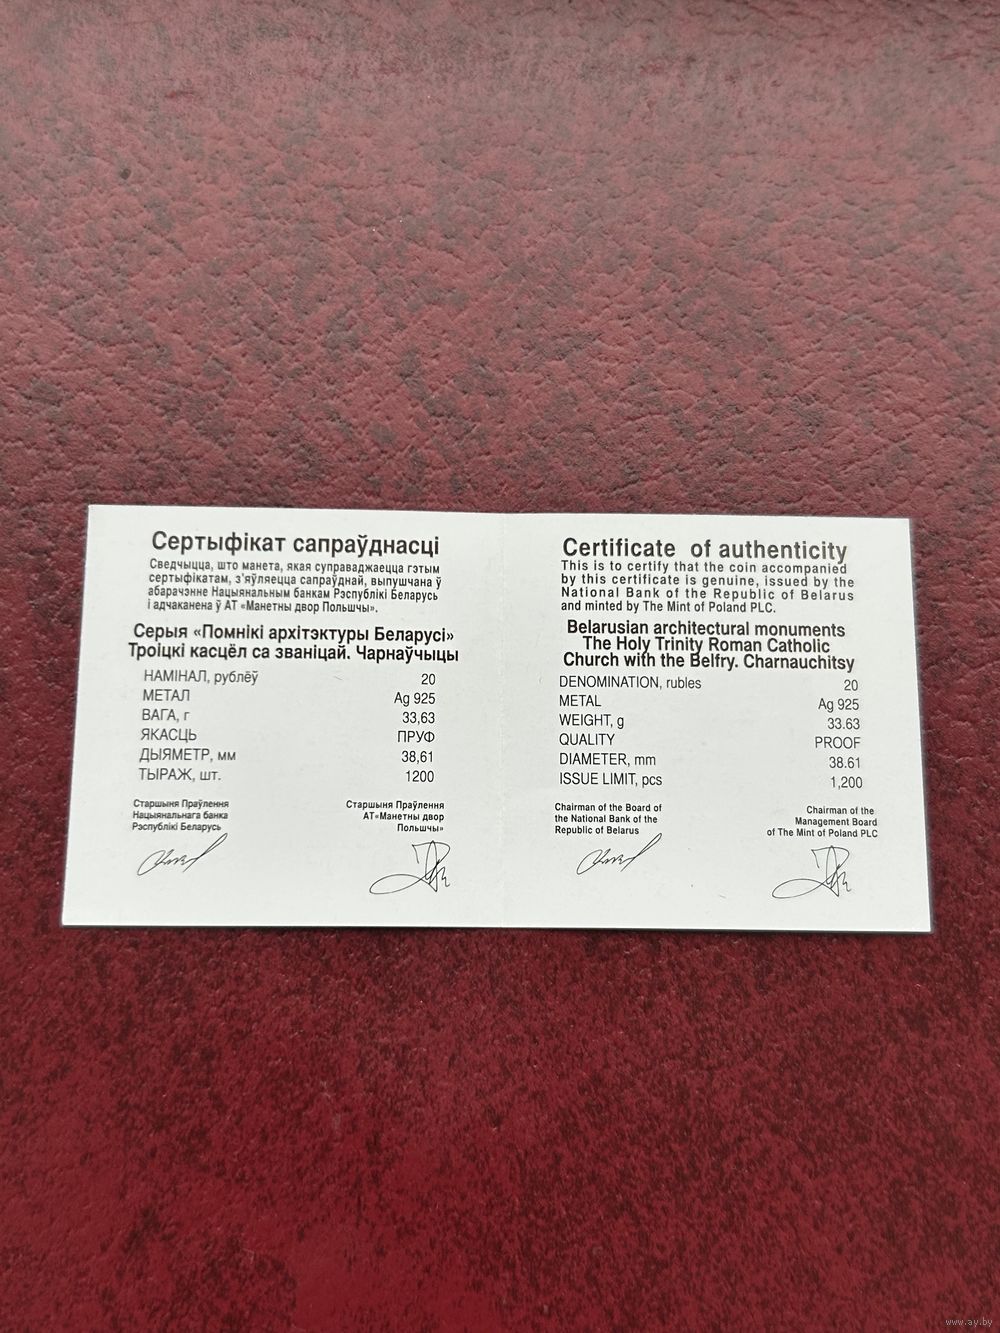 Сертыфікат сапраўднасці
Сведчыцца, што манета, якая суправаджаецца гэтым
сертыфікатам, з'яўляецца сапраўднай, выпушчана ў
абарачэнне Нацыянальным банкам Рэспублікі Беларусь
і адчаканена ў АТ «Манетны двор Польшчы».
Серыя «Помнікі архітэктуры Беларусі»
Троіцкі касцёл са званіцай. Чарнаўчыцы
НАМІНАЛ, рублёў 20
МЕТАЛ Ag 925
ВАГА, г 33,63
ЯКАСЦЬ ПРУФ
ДЫЯМЕТР, мм 38,61
ТЫРАЖ, шт. 1200
Старшыня Праўлення
Нацыянальнага банка
Рэспублікі Беларусь
Старшыня Праўлення
АТ«Манетны двор
Польшчы»
Certificate of authenticity
This is to certify that the coin accompanied
by this certificate is genuine, issued by the
National Bank of the Republic of Belarus
and minted by The Mint of Poland PLC.
Belarusian architectural monuments
The Holy Trinity Roman Catholic
Church with the Belfry. Charnauchitsy
DENOMINATION, rubles 20
METAL Ag 925
WEIGHT, g 33.63
QUALITY PROOF
DIAMETER, mm 38.61
ISSUE LIMIT, pcs 1,200
Chairman of the Board of
the National Bank of the
Republic of Belarus
Chairman of the
Management Board
of The Mint of Poland PLC
www.ay.by